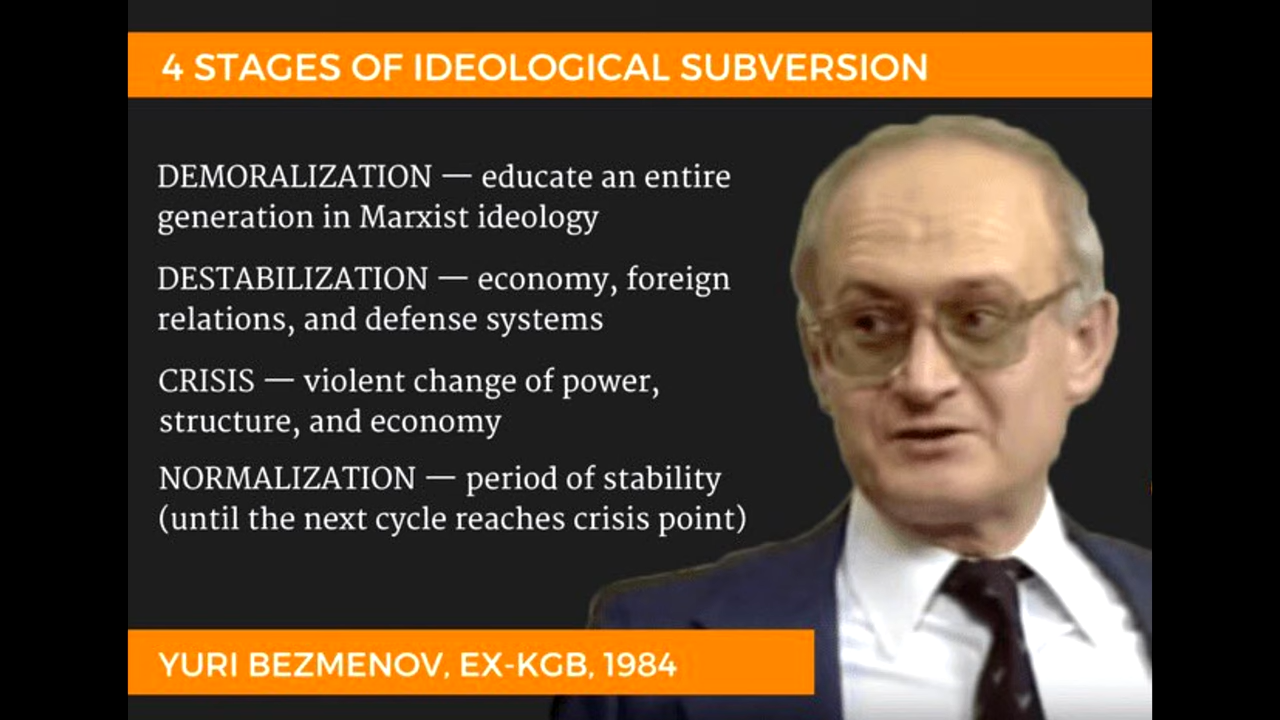 4 STAGES OF IDEOLOGICAL SUBVERSION
DEMORALIZATION — educate an entire
generation in Marxist ideology
DESTABILIZATION — economy, foreign
relations, and defense systems
CRISIS — violent change of power,
structure, and economy
NORMALIZATION — period of stability
(until the next cycle reaches crisis point)
YURI BEZMENOV, EX-KGB, 1984